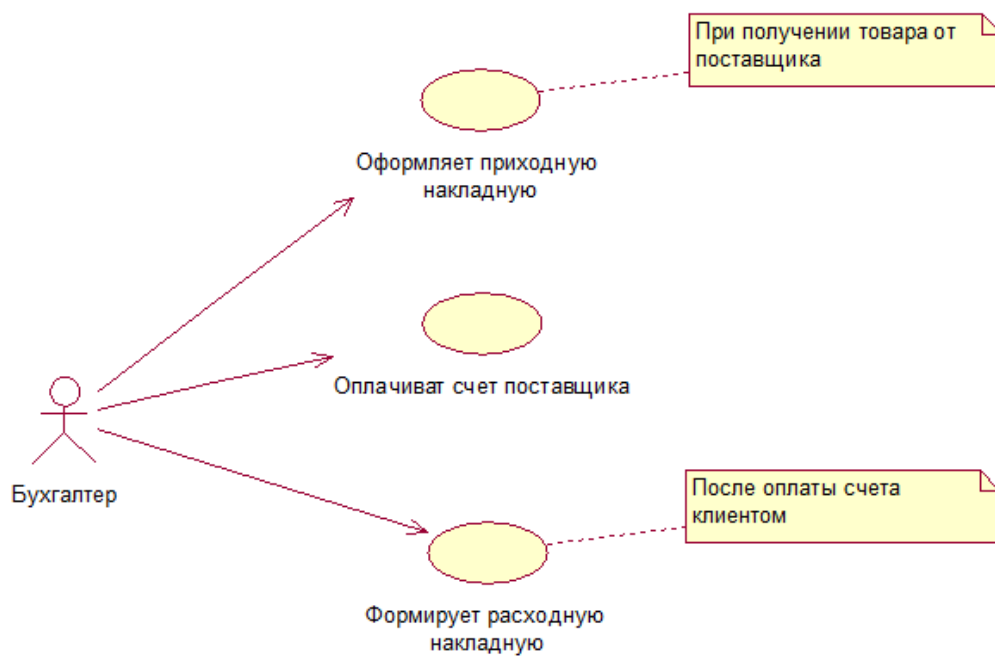 При получении товара от
поставщика
Оформляет приходную
накладную
Оплачиват счет поставщика
Бухгалтер
После оплаты счета
клиентом
Формирует расходную
накладную